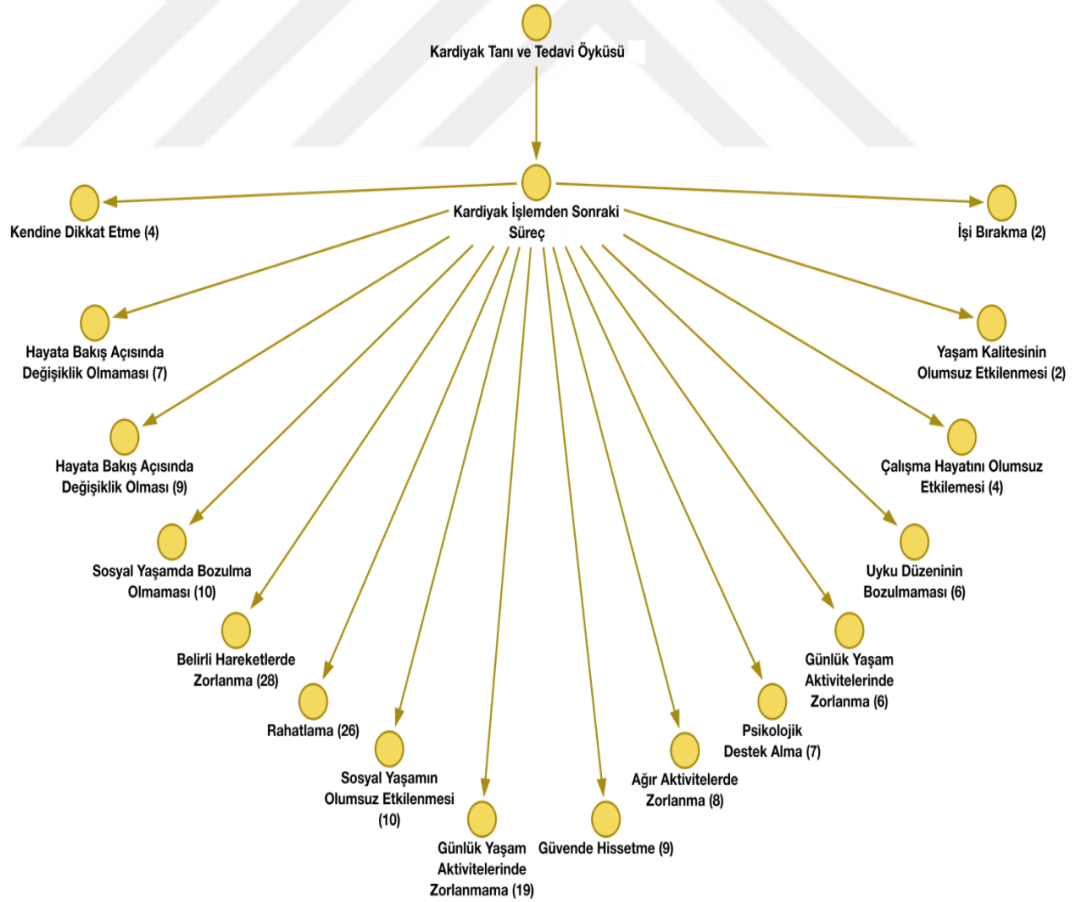 Kardiyak Tanı ve Tedavi Öyküsü
Kardiyak İşlemden Sonraki
Süreç
Kendine Dikkat Etme (4)
İşi Bırakma (2)
Hayata Bakış Açısında
Değişiklik Olmaması (7)
Yaşam Kalitesinin
Olumsuz Etkilenmesi (2)
Hayata Bakış Açısında
Değişiklik Olması (9)
Çalışma Hayatını Olumsuz
Etkilemesi (4)
Sosyal Yaşamda Bozulma
Olmaması (10)
Uyku Düzeninin
Bozulmaması (6)
Belirli Hareketlerde
Zorlanma (28)
Günlük Yaşam
Aktivitelerinde
Zorlanma (6)
Rahatlama (26)
Psikolojik
Destek Alma (7)
Sosyal Yaşamın
Olumsuz Etkilenmesi
(10)
Ağır Aktivitelerde
Zorlanma (8)
Günlük Yaşam
Aktivitelerinde
Zorlanmama (19)
Güvende Hissetme (9)